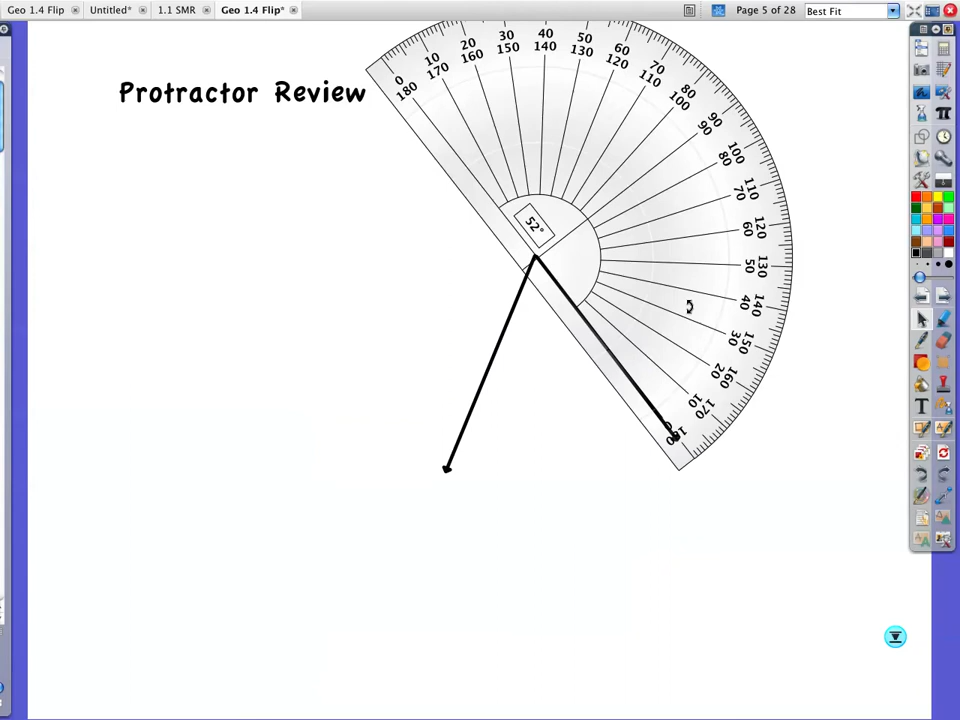 Geo 1.4 Flip
Untitled*
1.1 SMR
Geo 1.4 Flip*
Page 5 of 28
Best Fit
Protractor Review
0 10 20 30 40 50 60 70 80 90 100 110 120 130 140 150 160 170 180
180 170 160 150 140 130 120 110 100 90 80 70 60 50 40 30 20 10 0
52°
T